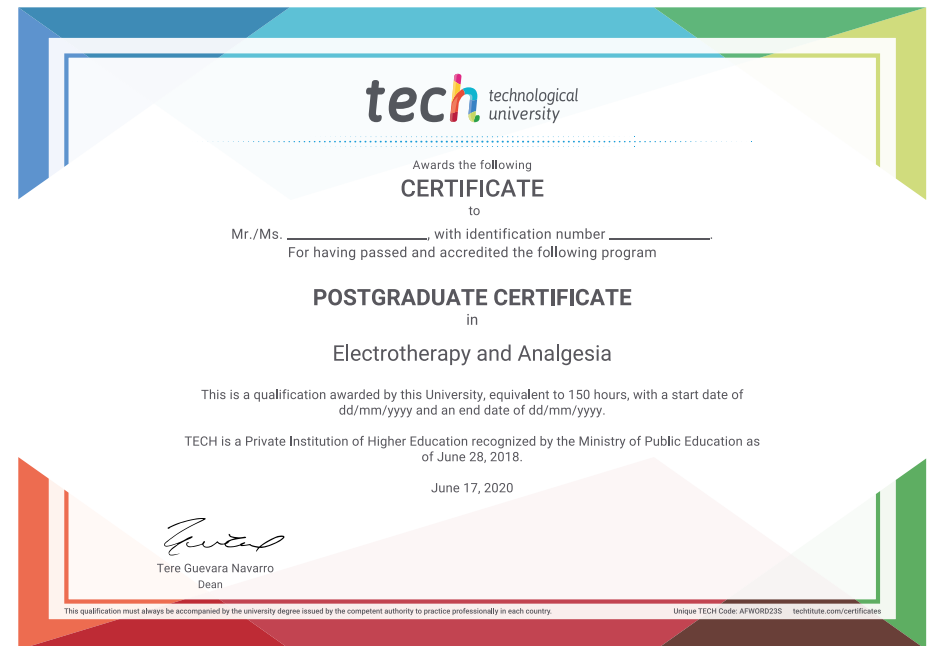 tech technological
university
Awards the following
CERTIFICATE
to
Mr./Ms. ____________________, with identification number ______________.
For having passed and accredited the following program
POSTGRADUATE CERTIFICATE
in
Electrotherapy and Analgesia
This is a qualification awarded by this University, equivalent to 150 hours, with a start date of
dd/mm/yyyy and an end date of dd/mm/yyyy.
TECH is a Private Institution of Higher Education recognized by the Ministry of Public Education as
of June 28, 2018.
June 17, 2020
Tere Guevara Navarro
Dean
This qualification must always be accompanied by the university degree issued by the competent authority to practice professionally in each country.
Unique TECH Code: AFWORD23S techtitute.com/certificates